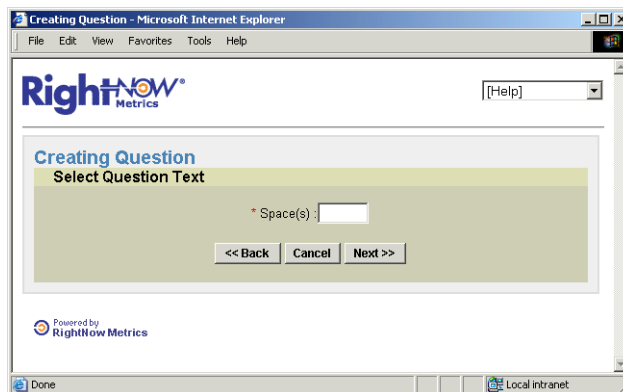 Creating Question - Microsoft Internet Explorer
File Edit View Favorites Tools Help
RightNOW®
Metrics
[Help]
Creating Question
Select Question Text
* Space(s) :
<< Back Cancel Next >>
Powered by
RightNow Metrics
Done Local intranet